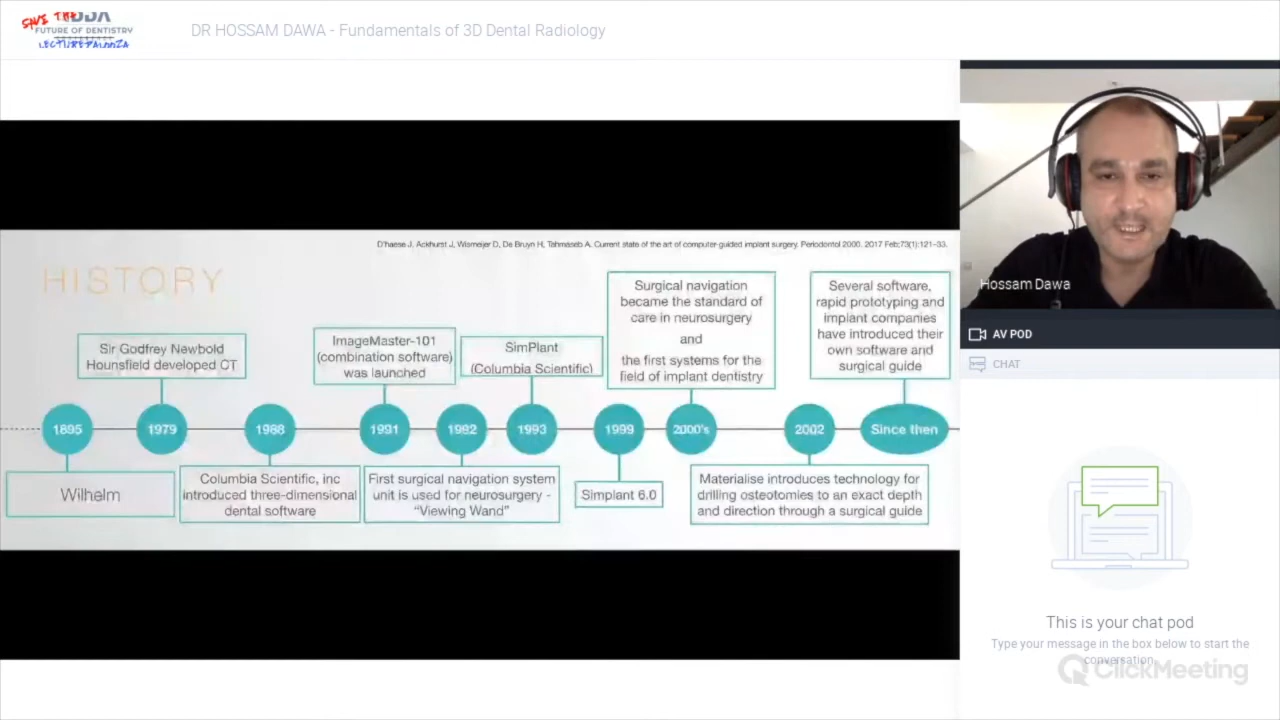 SAVE THE
DDA
FUTURE OF DENTISTRY
LECTUREPALOOZA
DR HOSSAM DAWA - Fundamentals of 3D Dental Radiology
D'haese J, Ackhurst J, Wismeijer D, De Bruyn H, Tahmaseb A. Current state of the art of computer-guided implant surgery. Periodontol 2000. 2017 Feb;73(1):121–33.
HISTORY
Sir Godfrey Newbold
Hounsfield developed CT
ImageMaster-101
(combination software)
was launched
SimPlant
(Columbia Scientific)
Surgical navigation
became the standard of
care in neurosurgery
and
the first systems for the
field of implant dentistry
Several software,
rapid prototyping and
implant companies
have introduced their
own software and
surgical guide
1895
1979
1988
1991
1992
1993
1999
2000's
2002
Since then
Wilhelm
Columbia Scientific, inc
introduced three-dimensional
dental software
First surgical navigation system
unit is used for neurosurgery -
“Viewing Wand”
Simplant 6.0
Materialise introduces technology for
drilling osteotomies to an exact depth
and direction through a surgical guide
Hossam Dawa
AV POD
CHAT
This is your chat pod
Type your message in the box below to start the
conversation.
ClickMeeting